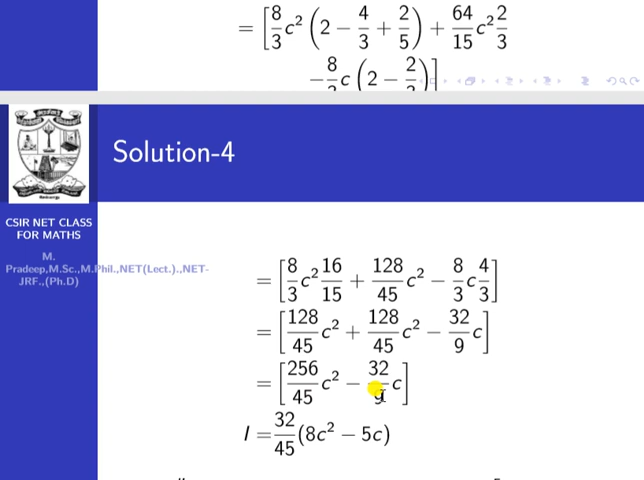 = [8/3 c² (2 − 4/3 + 2/5) + 64/15 c² 2/3
− 8/3 c (2 − 2/3)]
Solution-4
CSIR NET CLASS
FOR MATHS
M.
Pradeep,M.Sc.,M.Phil.,NET(Lect.).,NET-
JRF.,(Ph.D)
= [8/3 c² 16/15 + 128/45 c² − 8/3 c 4/3]
= [128/45 c² + 128/45 c² − 32/9 c]
= [256/45 c² − 32/9 c]
I = 32/45 (8c² − 5c)